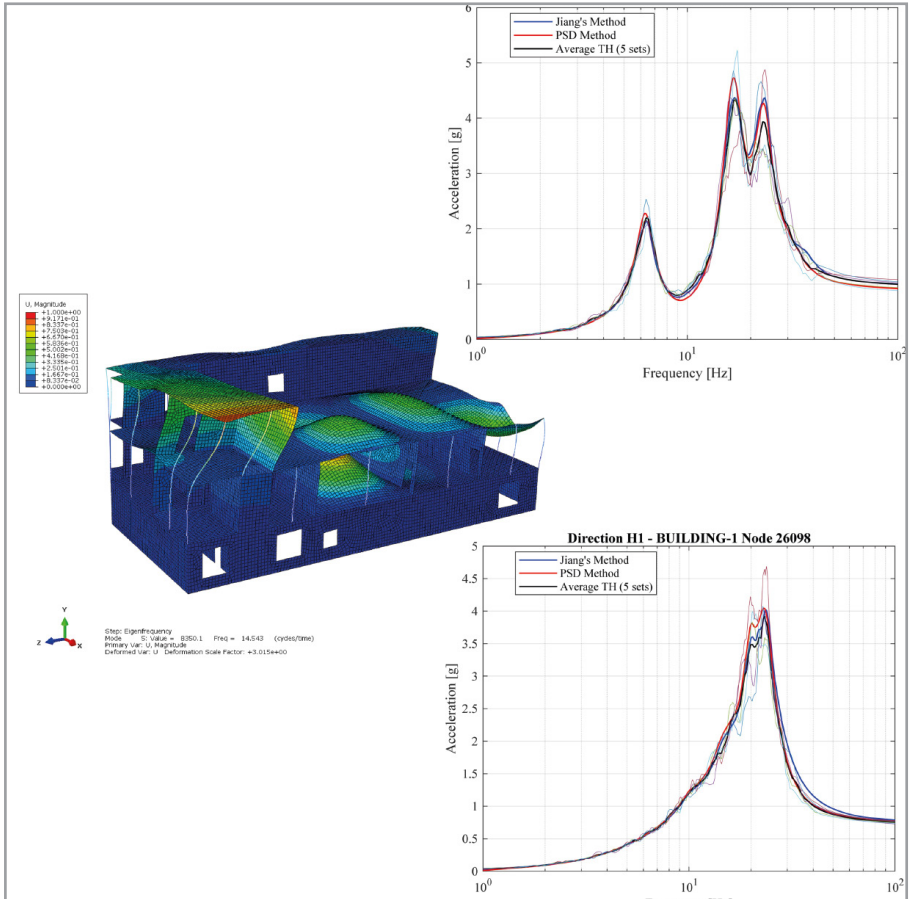 6
5
4
3
2
1
0
Acceleration [g]
Jiang's Method
PSD Method
Average TH (5 sets)
10^0
10^1
10^2
Frequency [Hz]
U, Magnitude
+1.000e+00
+9.171e-01
+8.337e-01
+7.503e-01
+6.670e-01
+5.836e-01
+5.002e-01
+4.168e-01
+3.335e-01
+2.501e-01
+1.667e-01
+8.337e-02
+0.000e+00
Y
Z
X
Step: Eigenfrequency
Mode 5: Value = 8350.1 Freq = 14.543 (cycles/time)
Primary Var: U, Magnitude
Deformed Var: U Deformation Scale Factor: +3.015e+00
Direction H1 - BUILDING-1 Node 26098
5
4.5
4
3.5
3
2.5
2
1.5
1
0.5
0
Acceleration [g]
Jiang's Method
PSD Method
Average TH (5 sets)
10^0
10^1
10^2